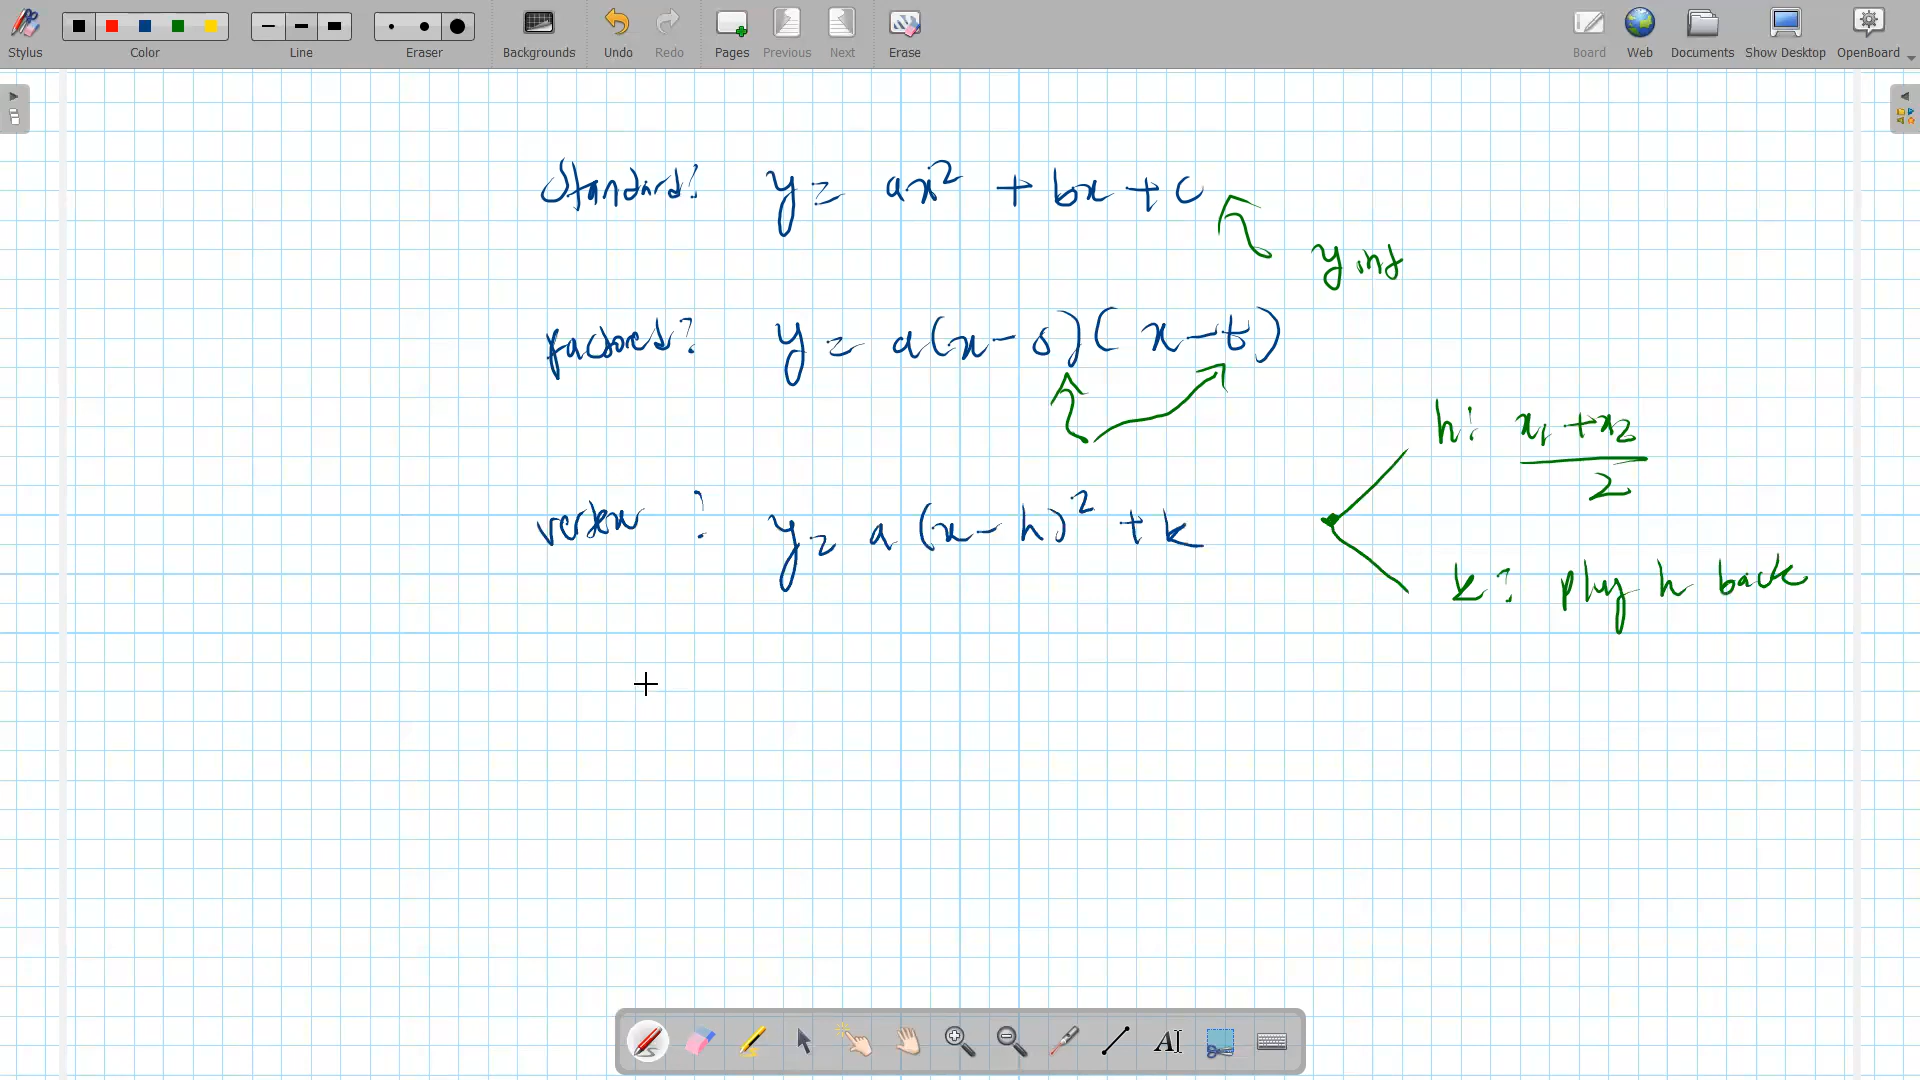 Stylus Color Line Eraser Backgrounds Undo Redo Pages Previous Next Erase Board Web Documents Show Desktop OpenBoard
Standard: y = ax² + bx + c
y int
factored: y = a(x-s)(x-t)
h: x₁ + x₂ / 2
vertex : y = a (x-h)² + k
k: plug h back